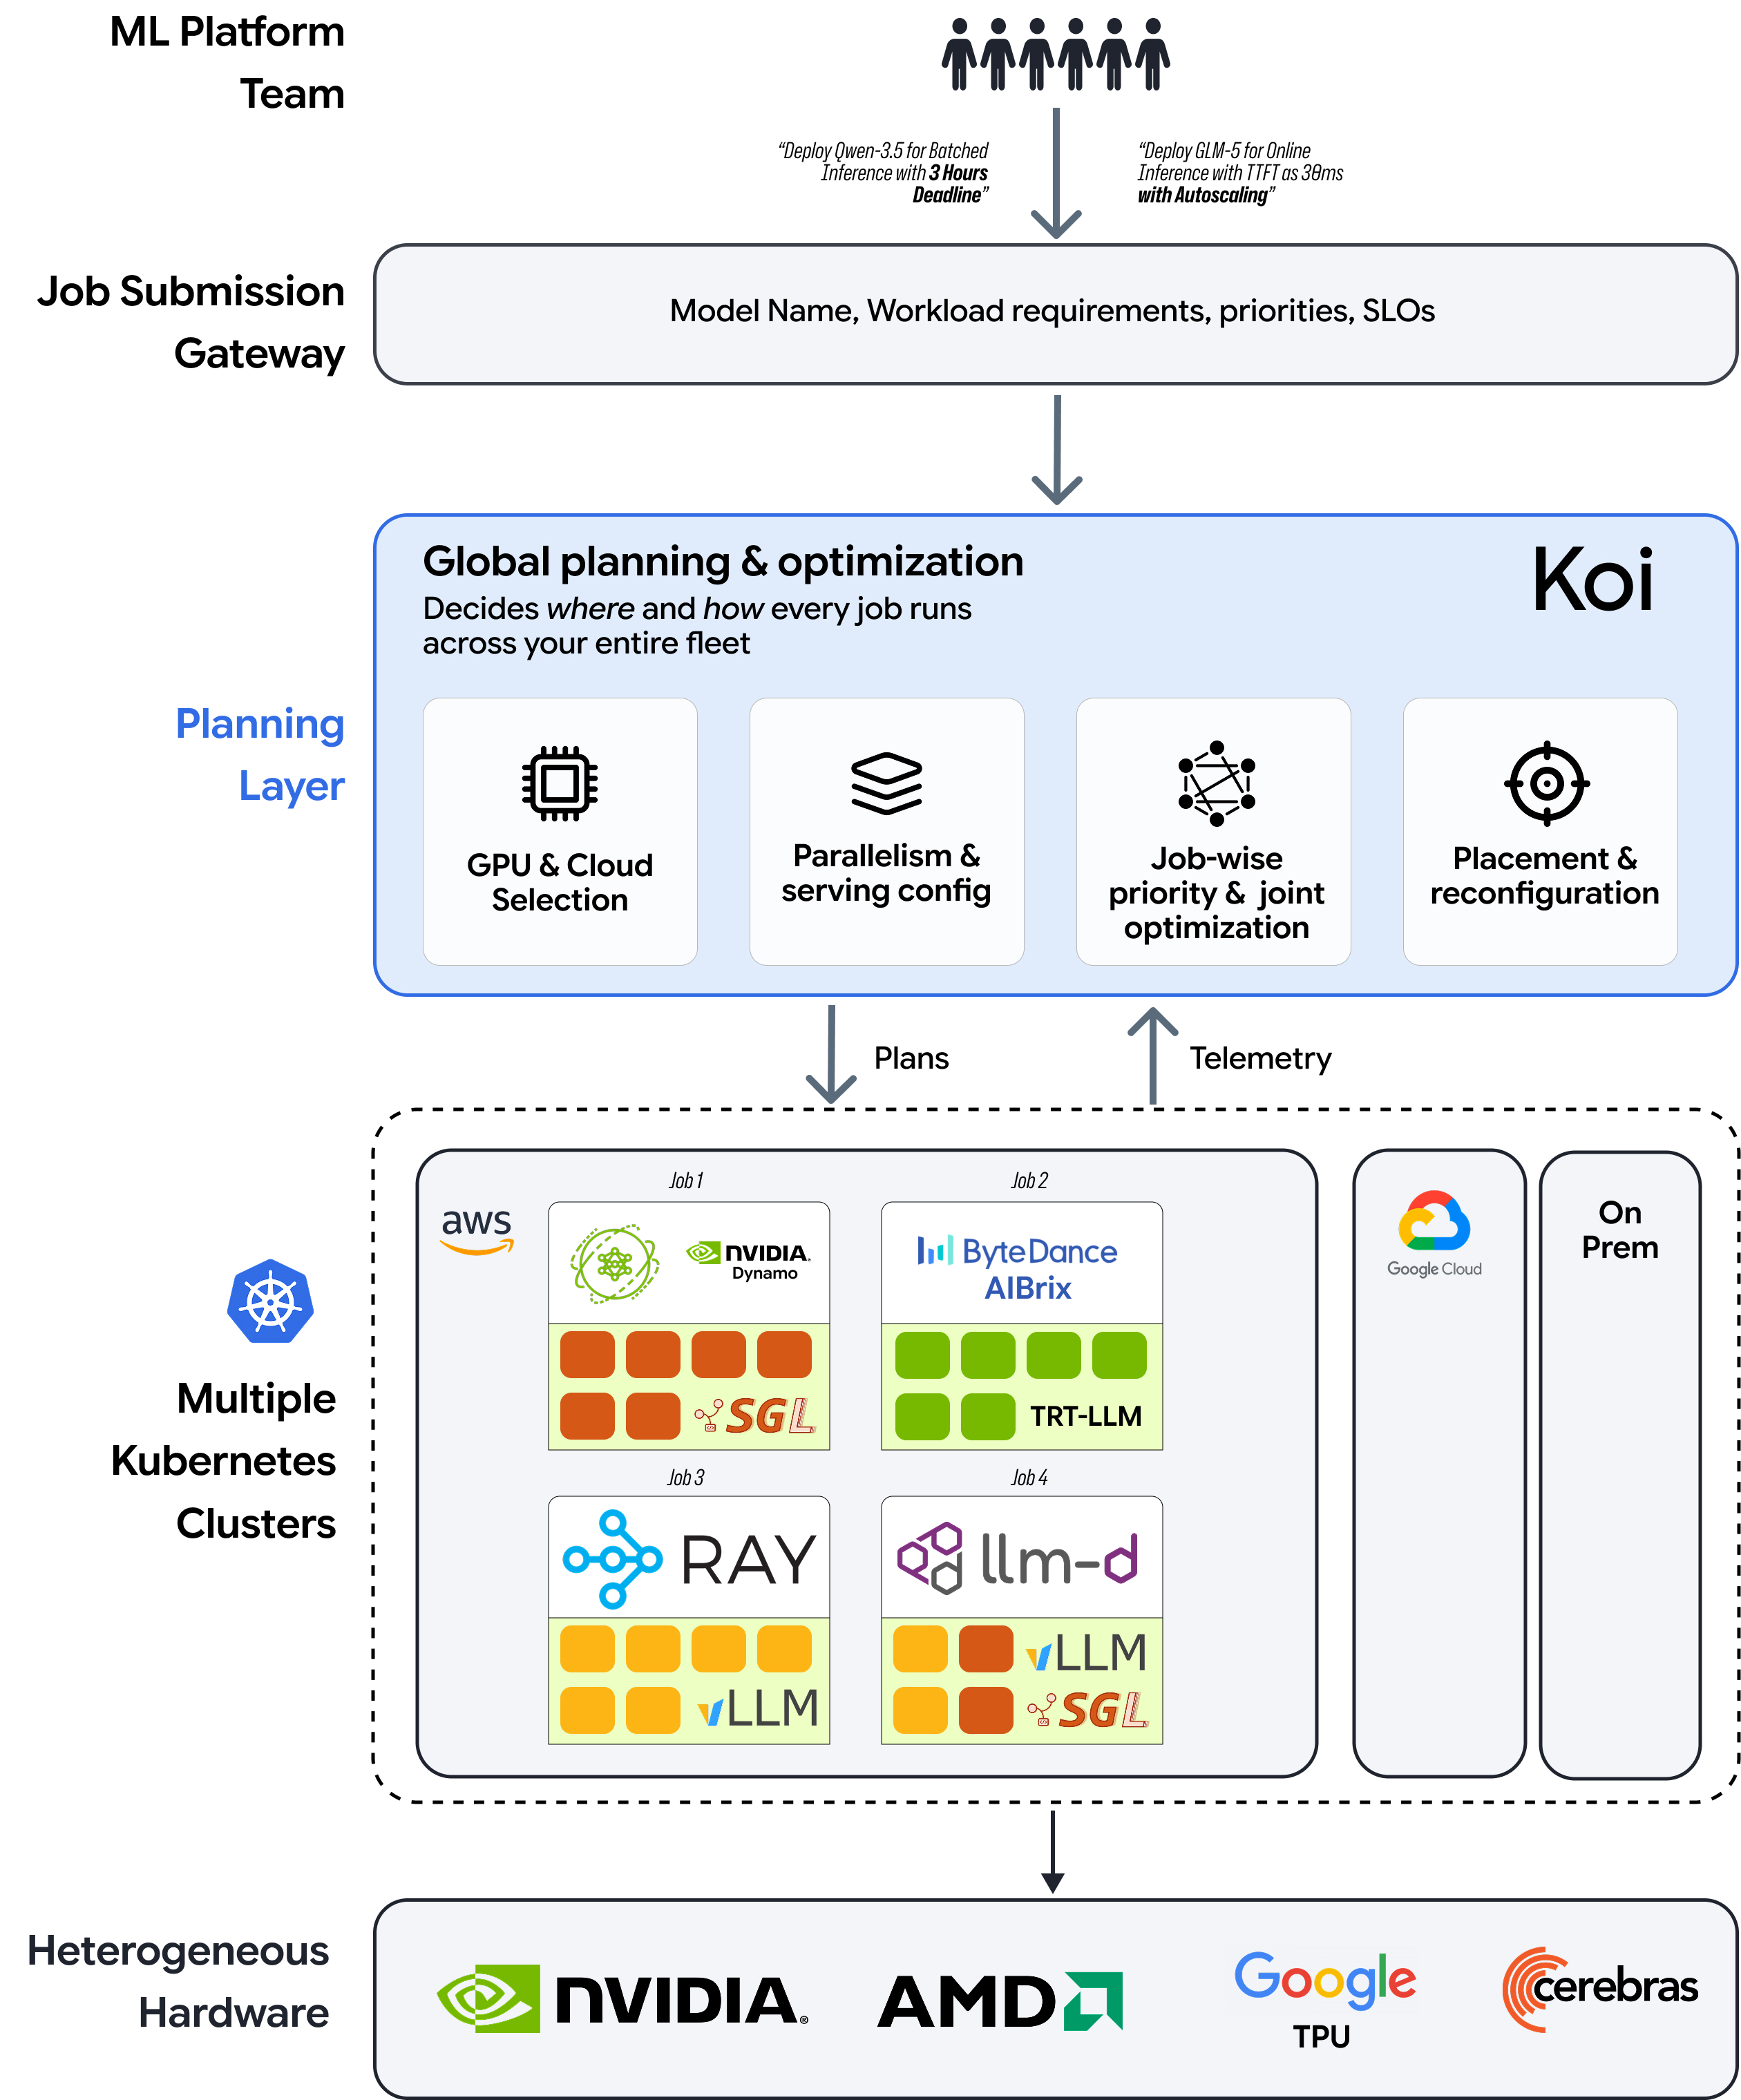 ML Platform
Team
“Deploy Qwen-3.5 for Batched
Inference with 3 Hours
Deadline”
“Deploy GLM-5 for Online
Inference with TTFT as 30ms
with Autoscaling”
Job Submission
Gateway
Model Name, Workload requirements, priorities, SLOs
Global planning & optimization
Decides where and how every job runs
across your entire fleet
Koi
Planning
Layer
GPU & Cloud
Selection
Parallelism &
serving config
Job-wise
priority & joint
optimization
Placement &
reconfiguration
Plans
Telemetry
aws
Job 1
NVIDIA.
Dynamo
Job 2
ByteDance
AIBrix
SGL
TRT-LLM
Job 3
RAY
Job 4
llm-d
vLLM
vLLM
SGL
Google Cloud
On
Prem
Multiple
Kubernetes
Clusters
Heterogeneous
Hardware
NVIDIA®
AMD
Google
TPU
cerebras